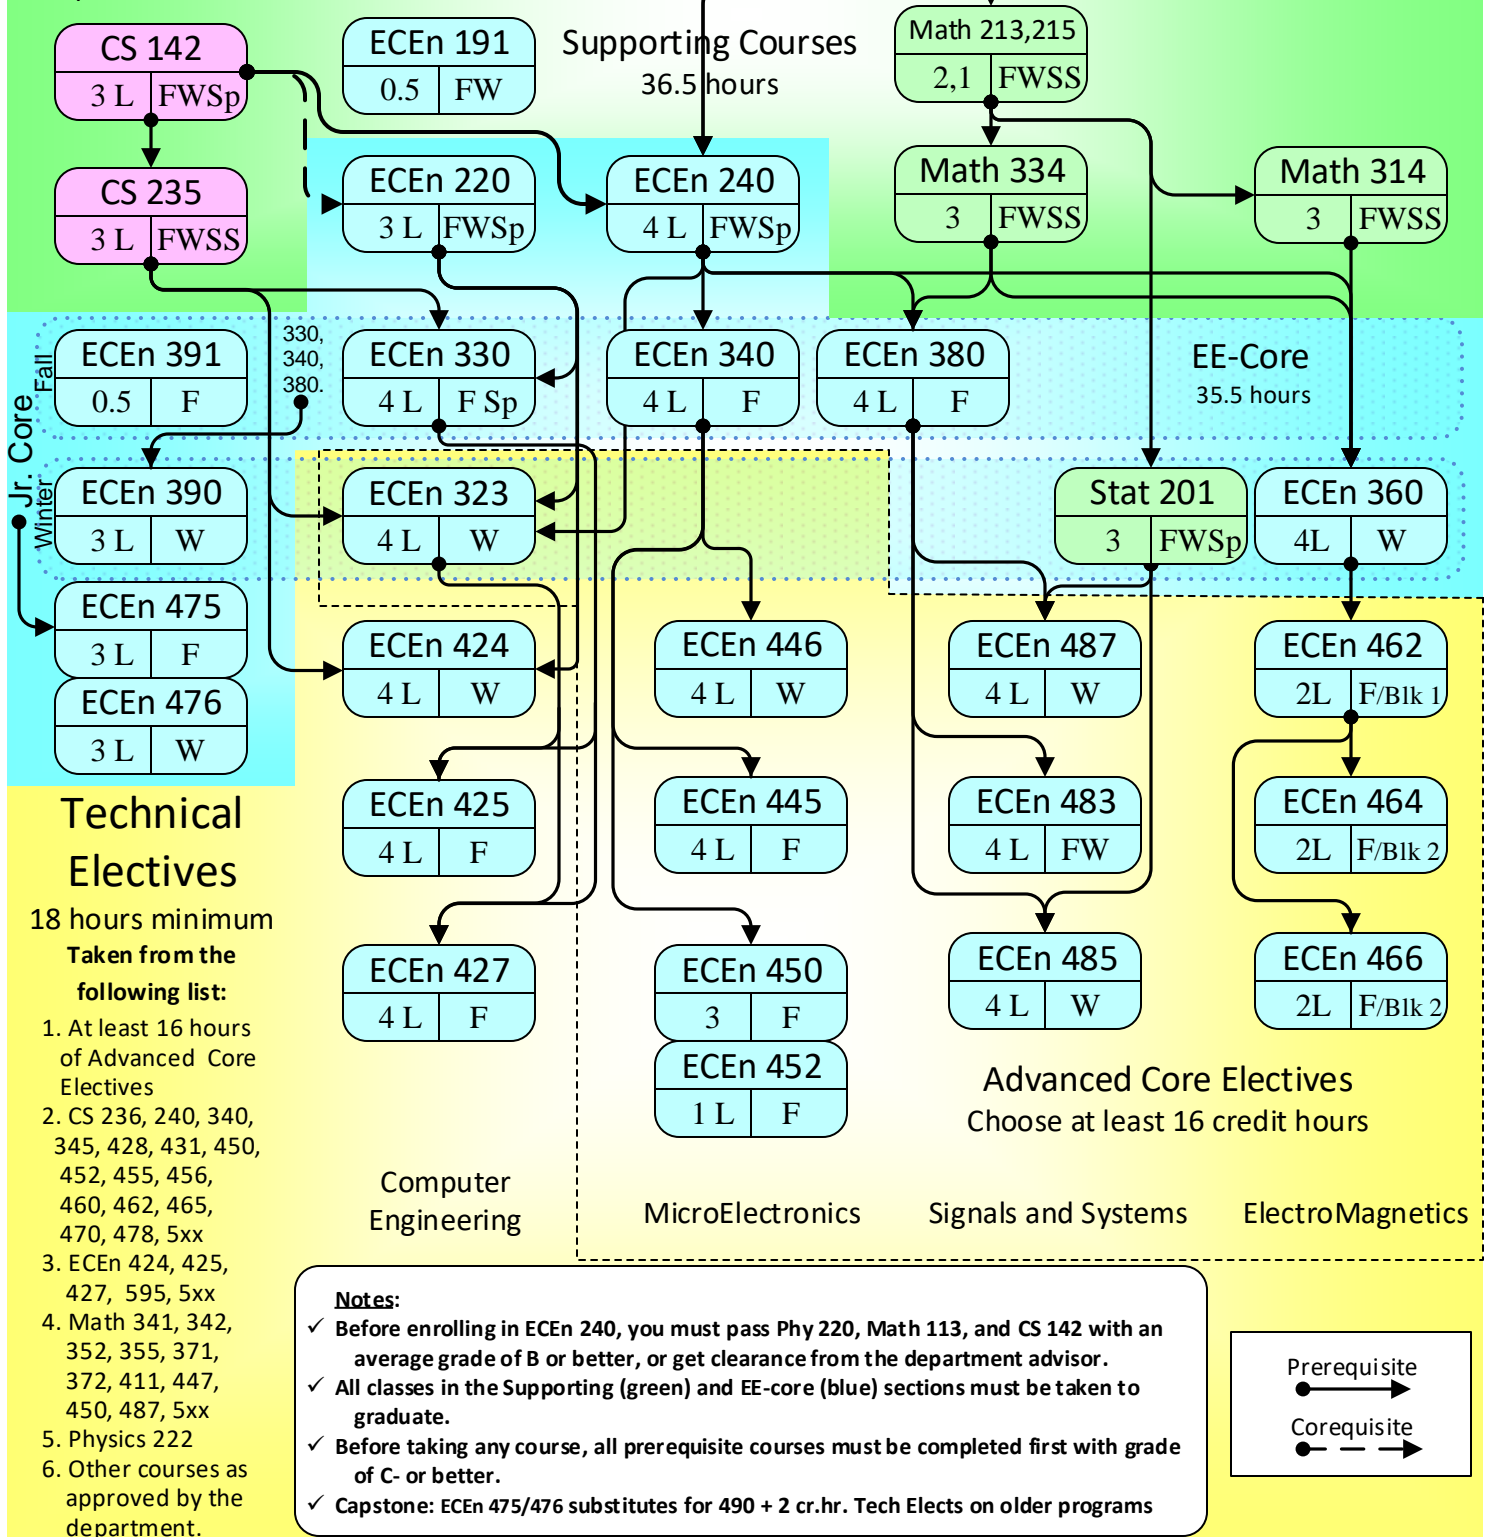 CS 142
3 L
FWSp
ECEn 191
0.5
FW
Supporting Courses
36.5 hours
Math 213,215
2,1
FWSS
CS 235
3 L
FWSS
ECEn 220
3 L
FWSp
ECEn 240
4 L
FWSp
Math 334
3
FWSS
Math 314
3
FWSS
Jr. Core
Fall
Winter
ECEn 391
0.5
F
330,
340,
380.
ECEn 330
4 L
F Sp
ECEn 340
4 L
F
ECEn 380
4 L
F
EE-Core
35.5 hours
ECEn 390
3 L
W
ECEn 323
4 L
W
Stat 201
3
FWSp
ECEn 360
4L
W
ECEn 475
3 L
F
ECEn 476
3 L
W
ECEn 424
4 L
W
ECEn 446
4 L
W
ECEn 487
4 L
W
ECEn 462
2L
F/Blk 1
ECEn 425
4 L
F
ECEn 445
4 L
F
ECEn 483
4 L
FW
ECEn 464
2L
F/Blk 2
ECEn 427
4 L
F
ECEn 450
3
F
ECEn 452
1 L
F
ECEn 485
4 L
W
ECEn 466
2L
F/Blk 2
Technical
Electives
18 hours minimum
Taken from the
following list:
1. At least 16 hours
of Advanced Core
Electives
2. CS 236, 240, 340,
345, 428, 431, 450,
452, 455, 456,
460, 462, 465,
470, 478, 5xx
3. ECEn 424, 425,
427, 595, 5xx
4. Math 341, 342,
352, 355, 371,
372, 411, 447,
450, 487, 5xx
5. Physics 222
6. Other courses as
approved by the
department.
Advanced Core Electives
Choose at least 16 credit hours
Computer
Engineering
MicroElectronics
Signals and Systems
ElectroMagnetics
Notes:
✓ Before enrolling in ECEn 240, you must pass Phy 220, Math 113, and CS 142 with an
average grade of B or better, or get clearance from the department advisor.
✓ All classes in the Supporting (green) and EE-core (blue) sections must be taken to
graduate.
✓ Before taking any course, all prerequisite courses must be completed first with grade
of C- or better.
✓ Capstone: ECEn 475/476 substitutes for 490 + 2 cr.hr. Tech Elects on older programs
Prerequisite
Corequisite